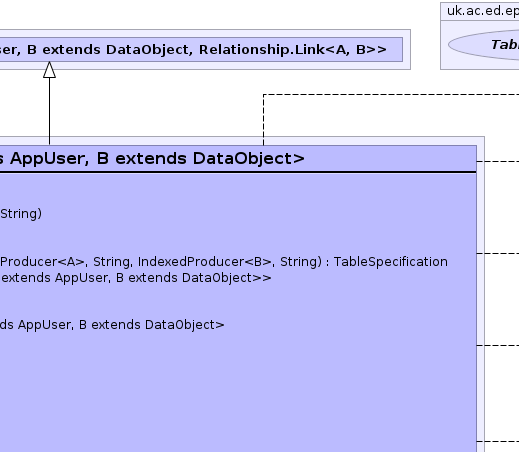 uk.ac.ed.ep
ser, B extends DataObject, Relationship.Link<A, B>>
Tab
s AppUser, B extends DataObject>
String)
Producer<A>, String, IndexedProducer<B>, String) : TableSpecification
extends AppUser, B extends DataObject>>
ds AppUser, B extends DataObject>